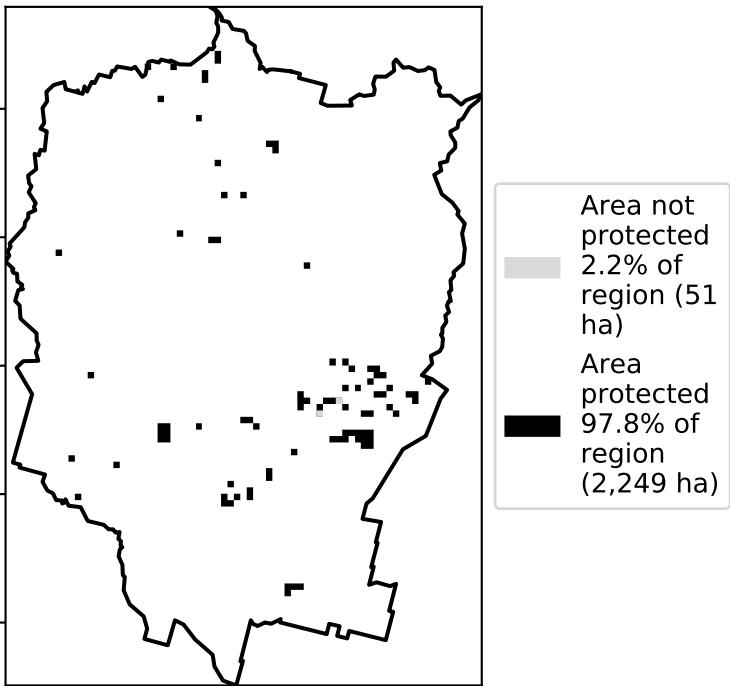 Area not
protected
2.2% of
region (51
ha)
Area
protected
97.8% of
region
(2,249 ha)